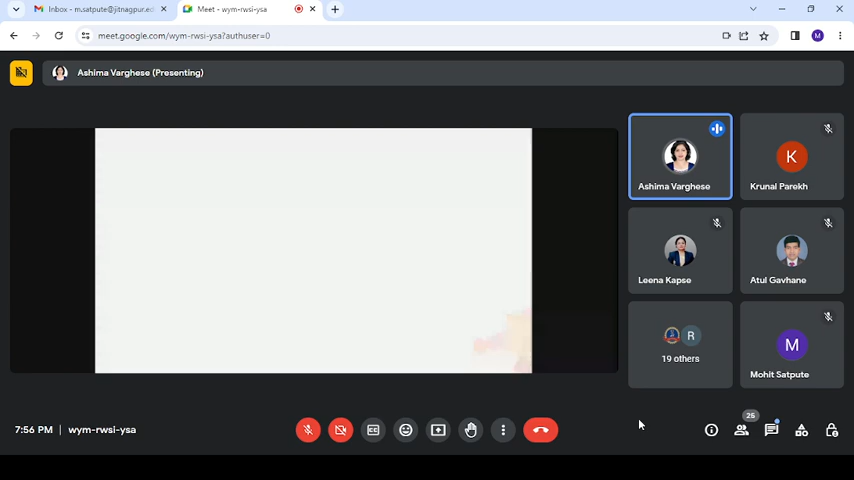 Inbox - m.satpute@jitnagpur.ed
Meet - wym-rwsi-ysa
meet.google.com/wym-rwsi-ysa?authuser=0
M
Ashima Varghese (Presenting)
Ashima Varghese
K
Krunal Parekh
Leena Kapse
Atul Gavhane
R
19 others
M
Mohit Satpute
7:56 PM | wym-rwsi-ysa
CC
25